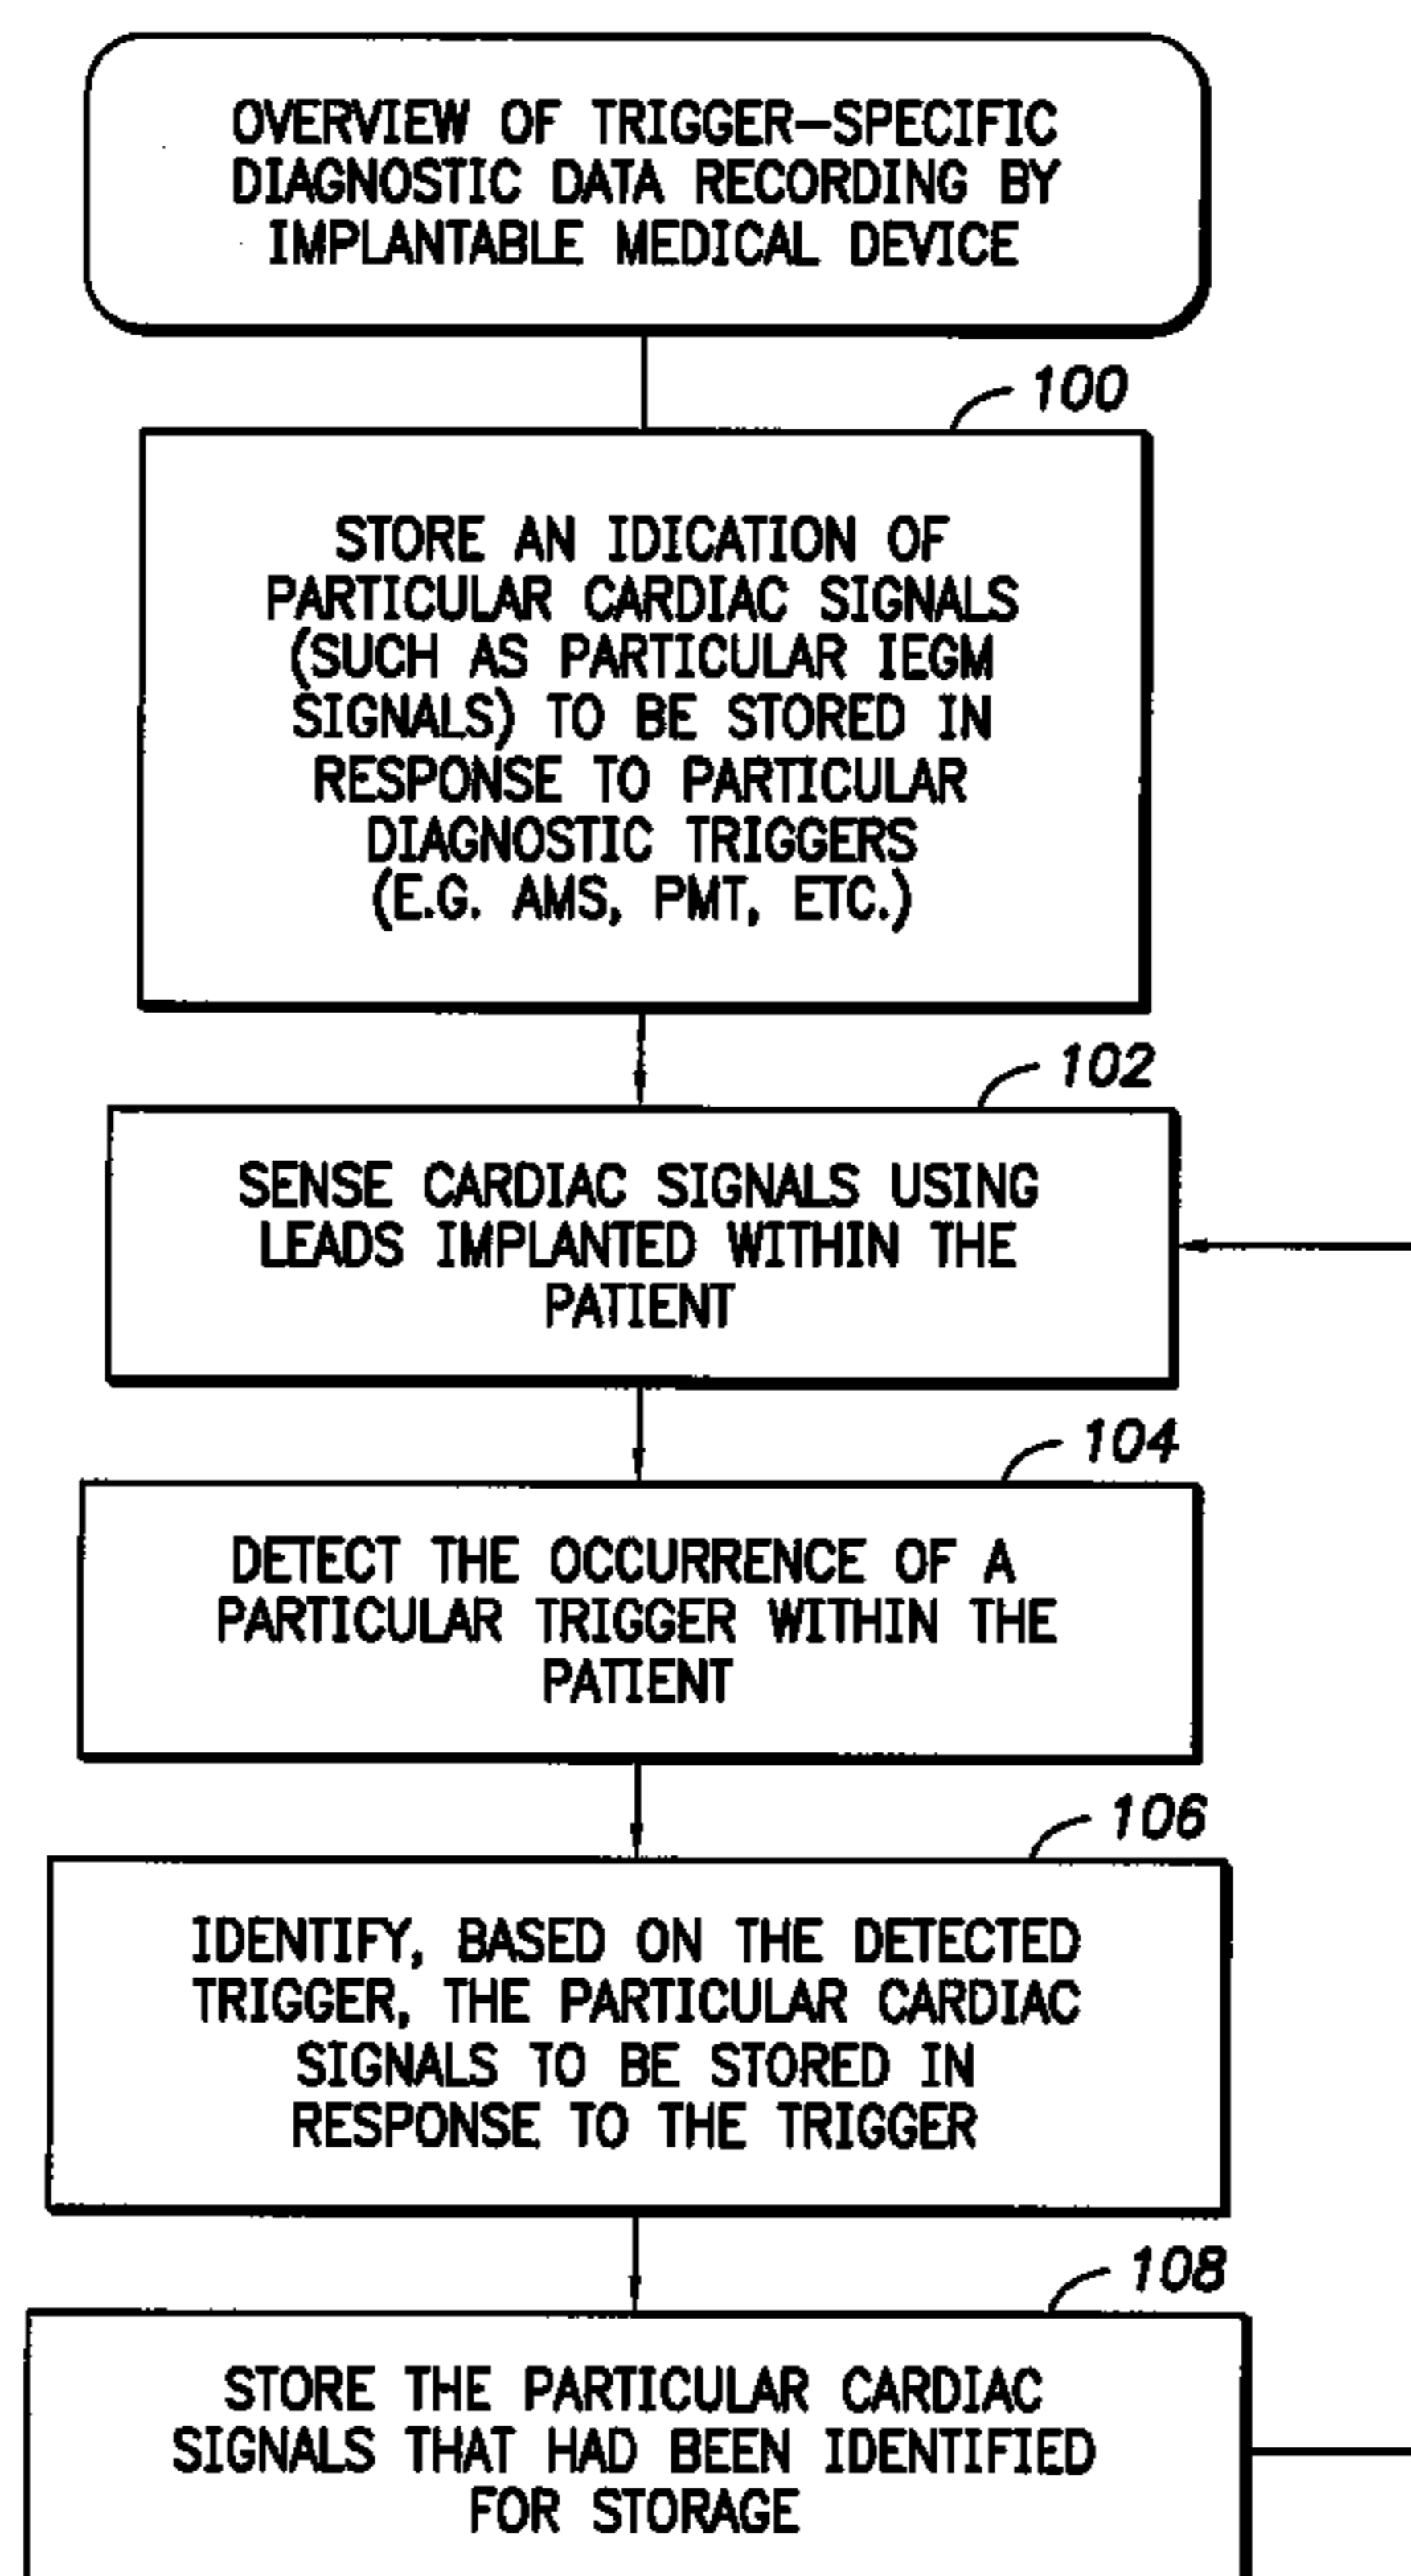 OVERVIEW OF TRIGGER-SPECIFIC
DIAGNOSTIC DATA RECORDING BY
IMPLANTABLE MEDICAL DEVICE
100
STORE AN IDICATION OF
PARTICULAR CARDIAC SIGNALS
(SUCH AS PARTICULAR IEGM
SIGNALS) TO BE STORED IN
RESPONSE TO PARTICULAR
DIAGNOSTIC TRIGGERS
(E.G. AMS, PMT, ETC.)
102
SENSE CARDIAC SIGNALS USING
LEADS IMPLANTED WITHIN THE
PATIENT
104
DETECT THE OCCURRENCE OF A
PARTICULAR TRIGGER WITHIN THE
PATIENT
106
IDENTIFY, BASED ON THE DETECTED
TRIGGER, THE PARTICULAR CARDIAC
SIGNALS TO BE STORED IN
RESPONSE TO THE TRIGGER
108
STORE THE PARTICULAR CARDIAC
SIGNALS THAT HAD BEEN IDENTIFIED
FOR STORAGE